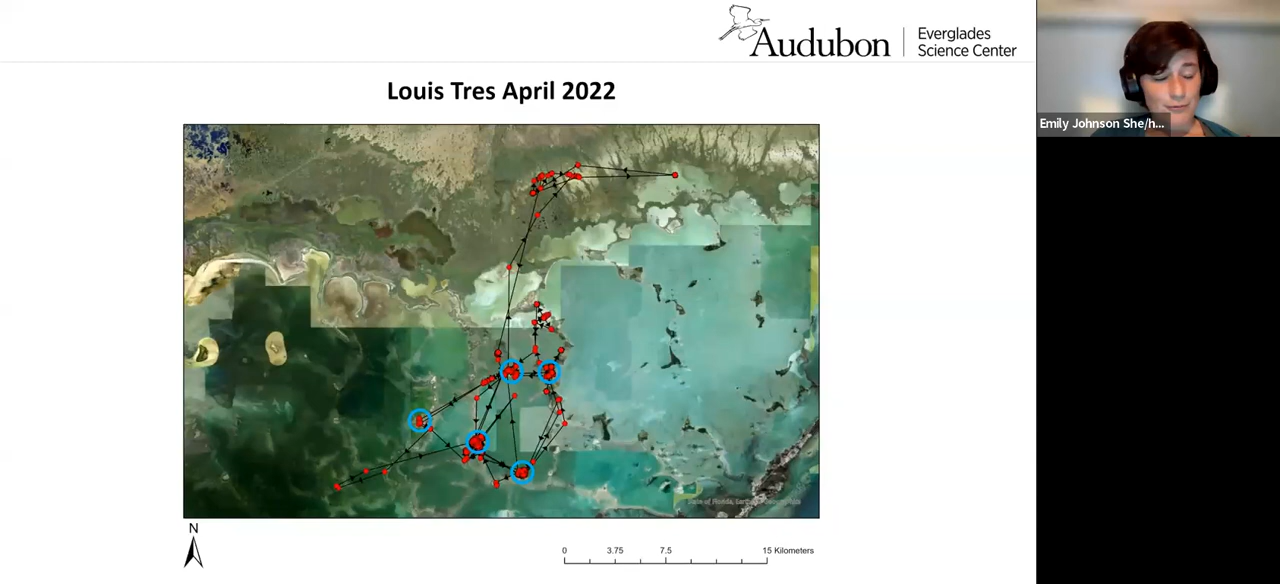 Audubon
Everglades
Science Center
Emily Johnson She/h...
Louis Tres April 2022
N
0 3.75 7.5 15 Kilometers